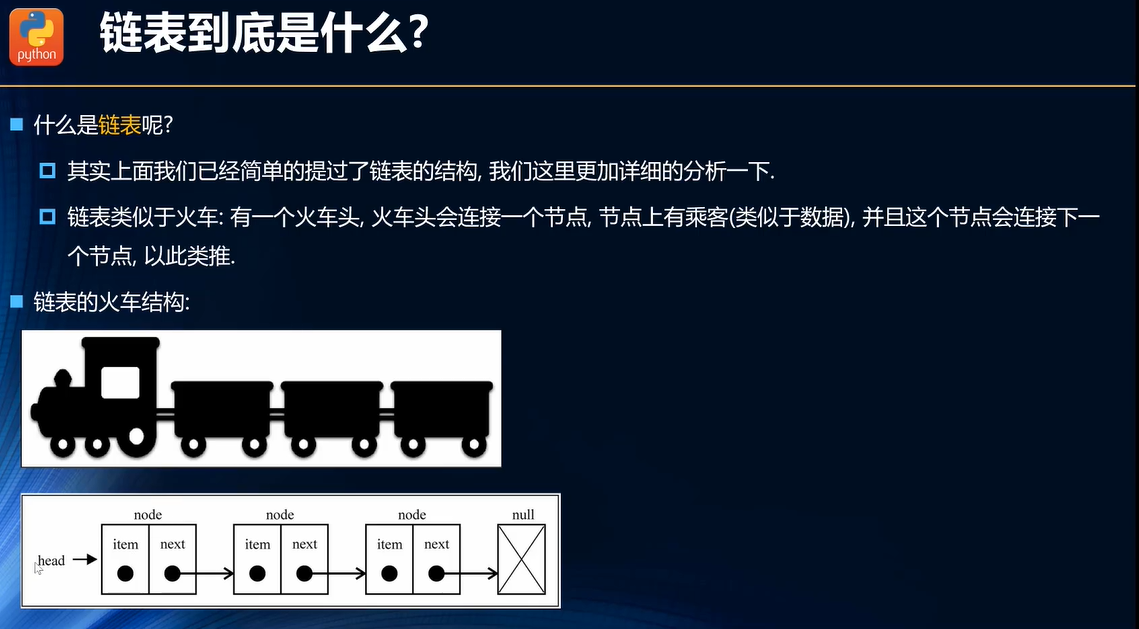 python
链表到底是什么?
什么是链表呢?
其实上面我们已经简单的提过了链表的结构, 我们这里更加详细的分析一下.
链表类似于火车: 有一个火车头, 火车头会连接一个节点, 节点上有乘客(类似于数据), 并且这个节点会连接下一
个节点, 以此类推.
链表的火车结构:
node node node null
head item next item next item next